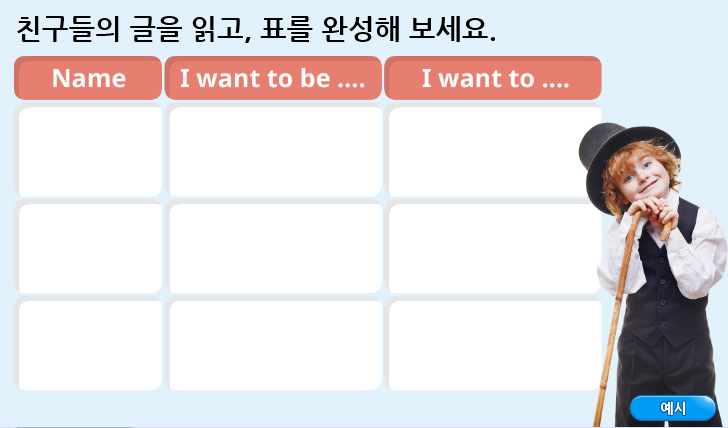 친구들의 글을 읽고, 표를 완성해 보세요.
Name I want to be .... I want to ....
예시